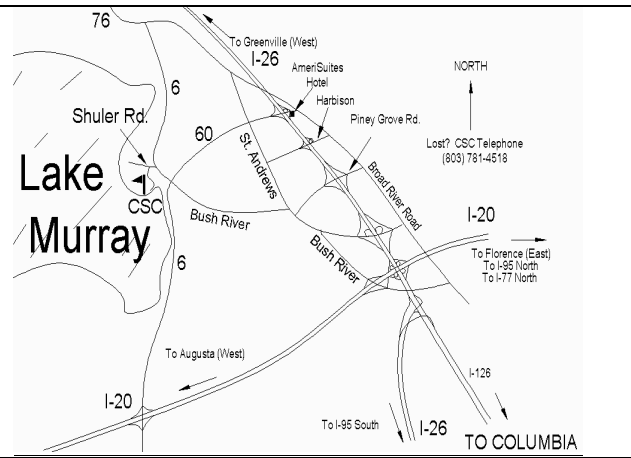 76
To Greenville (West)
I-26
AmeriSuites
Hotel
NORTH
6
Harbison
Shuler Rd.
60
Piney Grove Rd.
Lost? CSC Telephone
(803) 781-4518
St. Andrews
Lake
Murray
Broad River Road
CSC
Bush River
I-20
Bush River
To Florence (East)
To I-95 North
To I-77 North
6
To Augusta (West)
I-126
I-20
To I-95 South
I-26
TO COLUMBIA